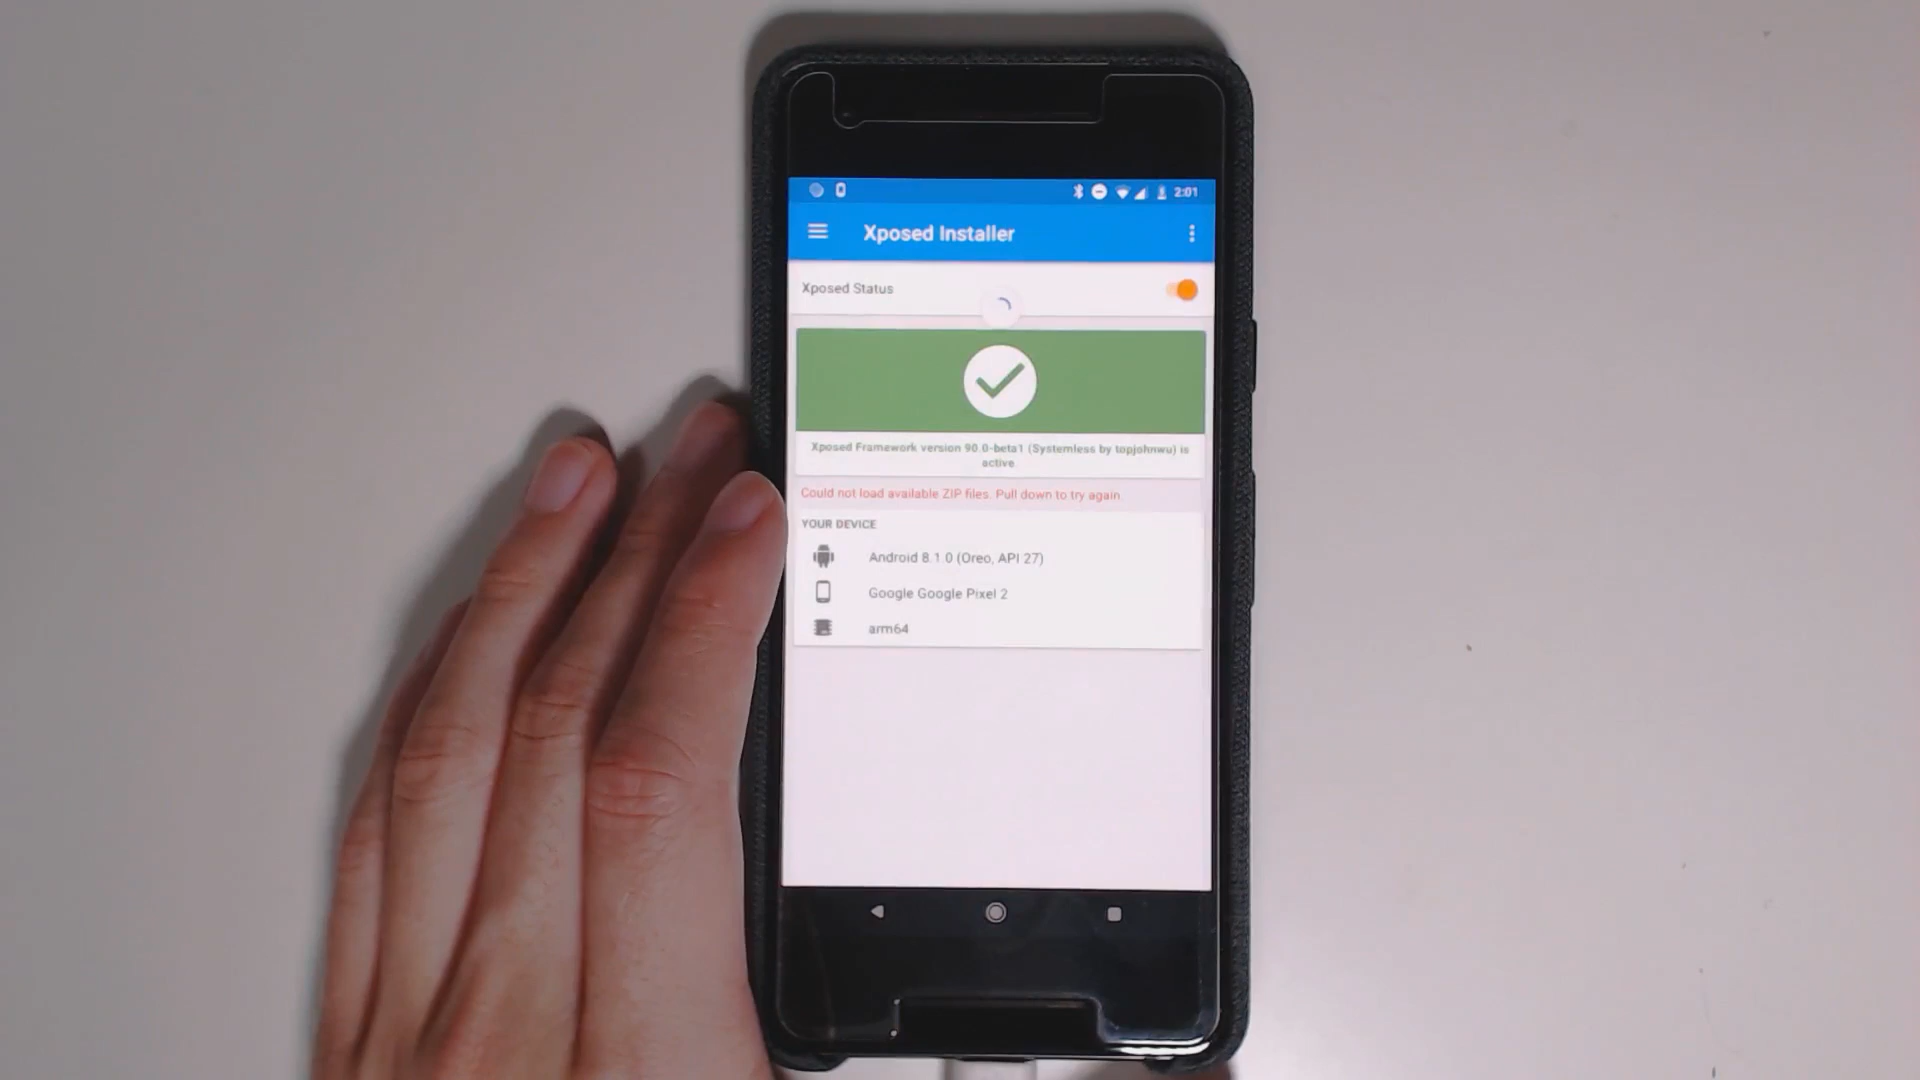 2:01
Xposed Installer
Xposed Status
Xposed Framework version 90.0-beta1 (Systemless by topjohnwu) is
active.
Could not load available ZIP files. Pull down to try again.
YOUR DEVICE
Android 8.1.0 (Oreo, API 27)
Google Google Pixel 2
arm64